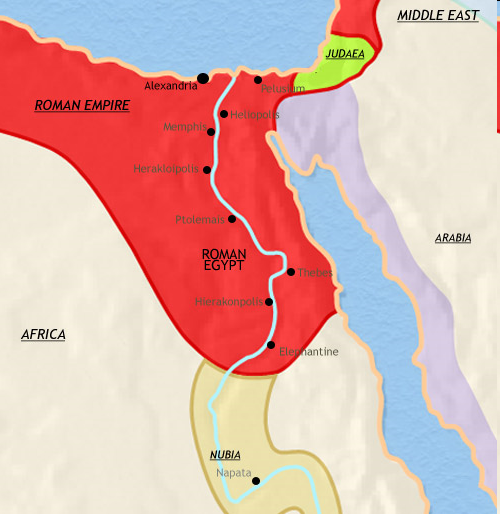 MIDDLE EAST
JUDAEA
Alexandria
Pelusium
ROMAN EMPIRE
Heliopolis
Memphis
Herakloipolis
Ptolemais
ROMAN
EGYPT
ARABIA
Thebes
Hierakonpolis
AFRICA
Elephantine
NUBIA
Napata